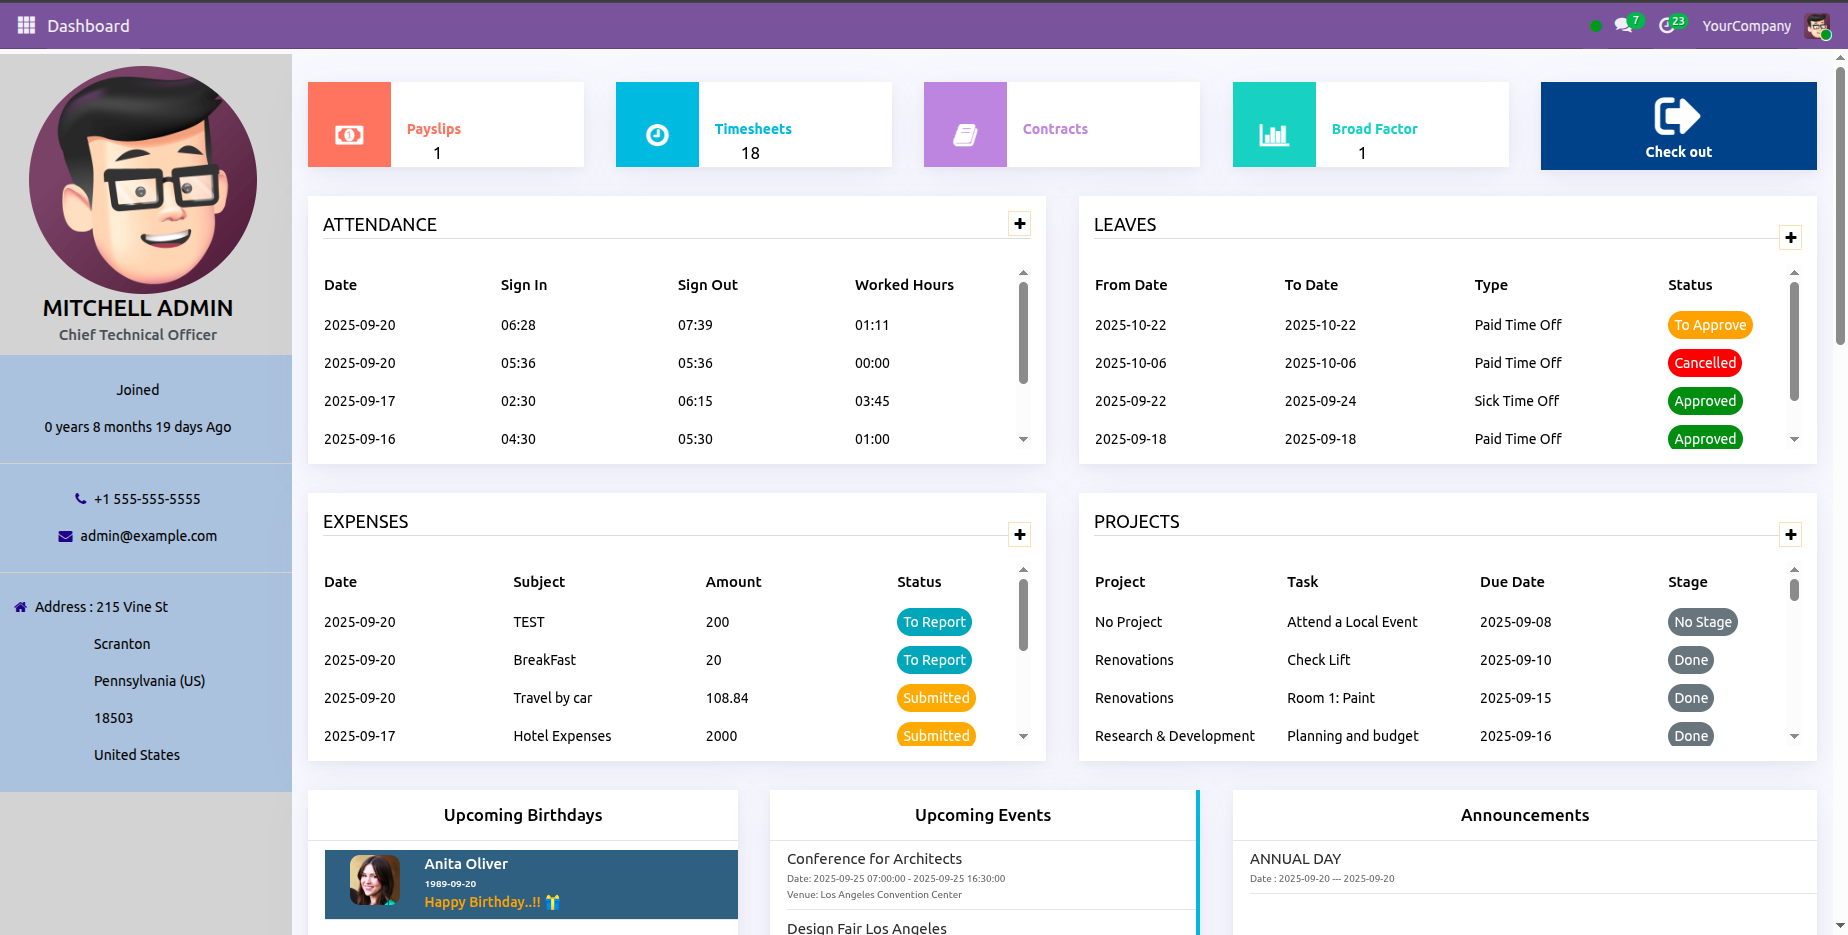 Dashboard
7
23
YourCompany
MITCHELL ADMIN
Chief Technical Officer
Joined
0 years 8 months 19 days Ago
+1 555-555-5555
admin@example.com
Address : 215 Vine St
Scranton
Pennsylvania (US)
18503
United States
Payslips
1
Timesheets
18
Contracts
Broad Factor
1
Check out
ATTENDANCE
Date Sign In Sign Out Worked Hours
2025-09-20 06:28 07:39 01:11
2025-09-20 05:36 05:36 00:00
2025-09-17 02:30 06:15 03:45
2025-09-16 04:30 05:30 01:00
LEAVES
From Date To Date Type Status
2025-10-22 2025-10-22 Paid Time Off To Approve
2025-10-06 2025-10-06 Paid Time Off Cancelled
2025-09-22 2025-09-24 Sick Time Off Approved
2025-09-18 2025-09-18 Paid Time Off Approved
EXPENSES
Date Subject Amount Status
2025-09-20 TEST 200 To Report
2025-09-20 BreakFast 20 To Report
2025-09-20 Travel by car 108.84 Submitted
2025-09-17 Hotel Expenses 2000 Submitted
PROJECTS
Project Task Due Date Stage
No Project Attend a Local Event 2025-09-08 No Stage
Renovations Check Lift 2025-09-10 Done
Renovations Room 1: Paint 2025-09-15 Done
Research & Development Planning and budget 2025-09-16 Done
Upcoming Birthdays
Anita Oliver
1989-09-20
Happy Birthday..!!
Upcoming Events
Conference for Architects
Date: 2025-09-25 07:00:00 - 2025-09-25 16:30:00
Venue: Los Angeles Convention Center
Design Fair Los Angeles
Announcements
ANNUAL DAY
Date : 2025-09-20 --- 2025-09-20